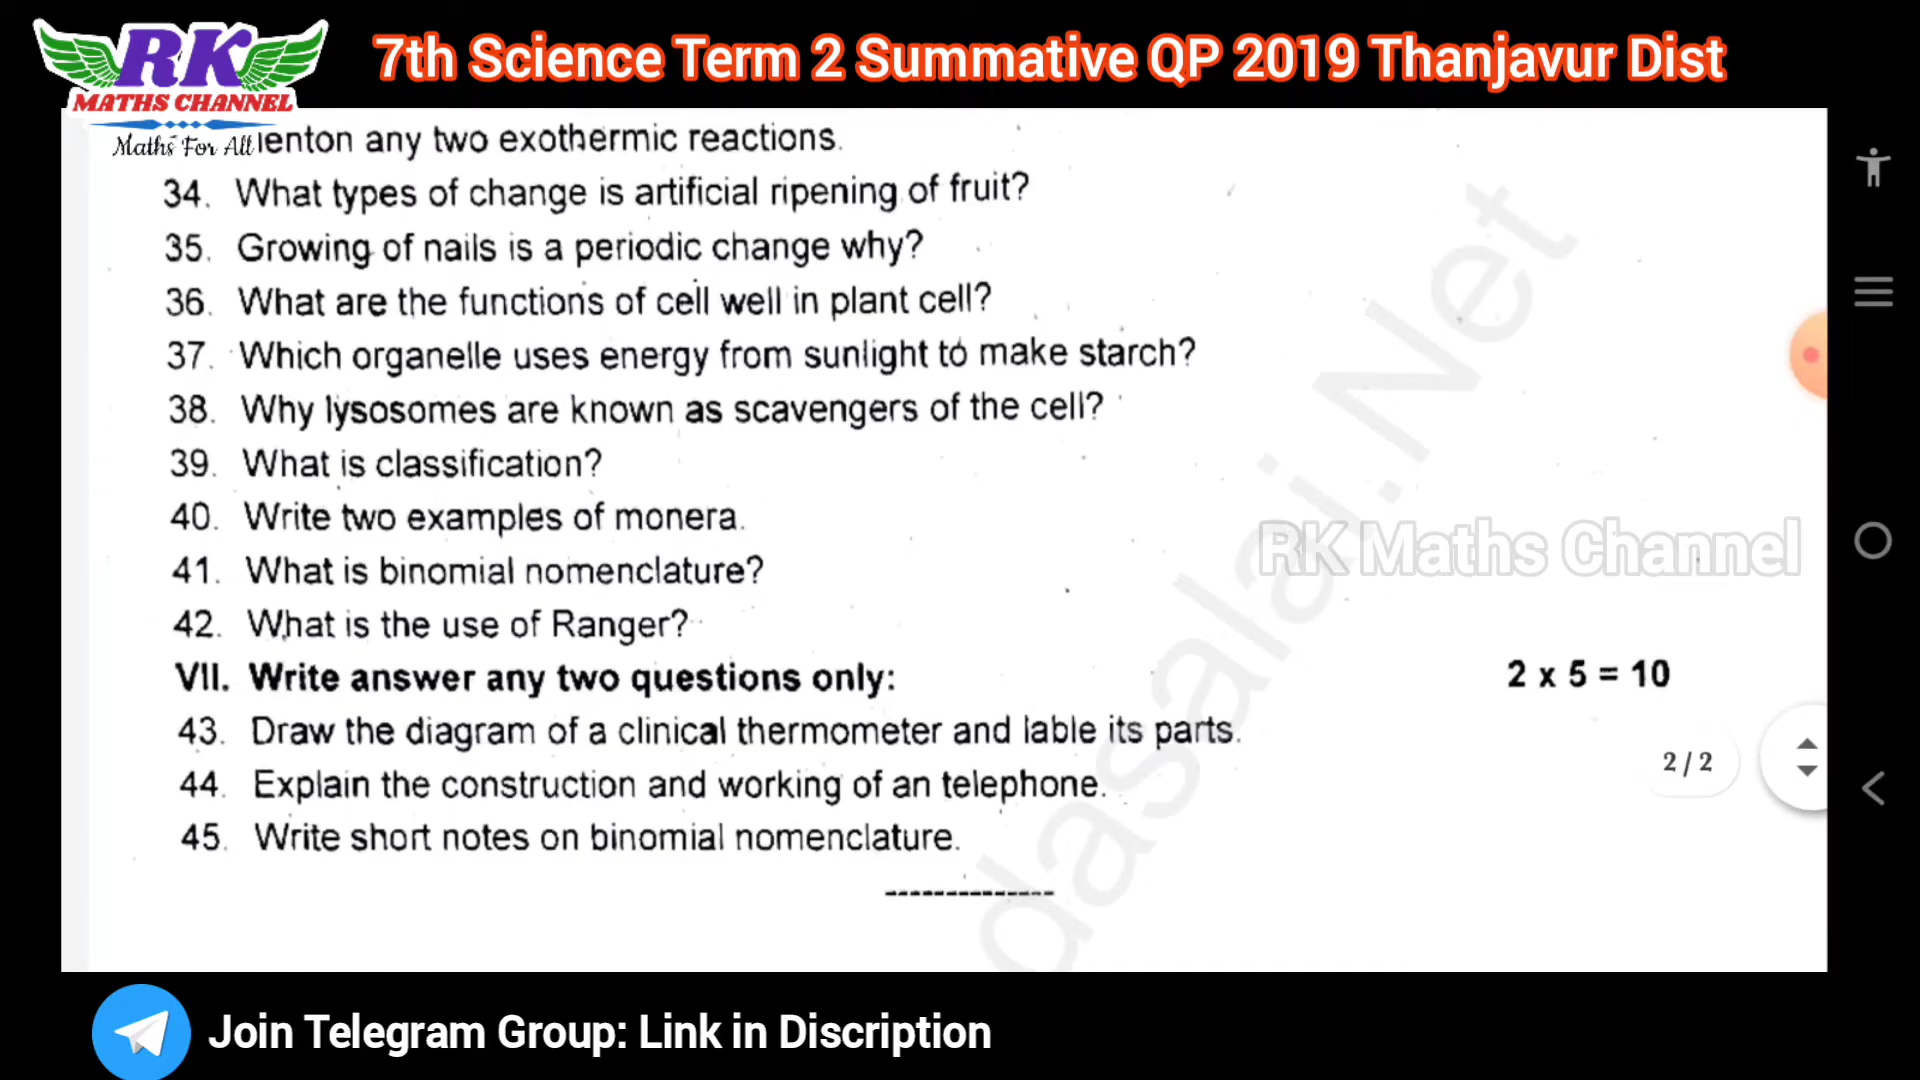 RK
MATHS CHANNEL
Maths For All
7th Science Term 2 Summative QP 2019 Thanjavur Dist
lenton any two exothermic reactions.
34. What types of change is artificial ripening of fruit?
35. Growing of nails is a periodic change why?
36. What are the functions of cell well in plant cell?
37. Which organelle uses energy from sunlight to make starch?
38. Why lysosomes are known as scavengers of the cell?
39. What is classification?
40. Write two examples of monera.
RK Maths Channel
41. What is binomial nomenclature?
42. What is the use of Ranger?
VII. Write answer any two questions only: 2 x 5 = 10
43. Draw the diagram of a clinical thermometer and lable its parts.
2 / 2
44. Explain the construction and working of an telephone.
45. Write short notes on binomial nomenclature.
--------------
dasalai.Net
Join Telegram Group: Link in Discription